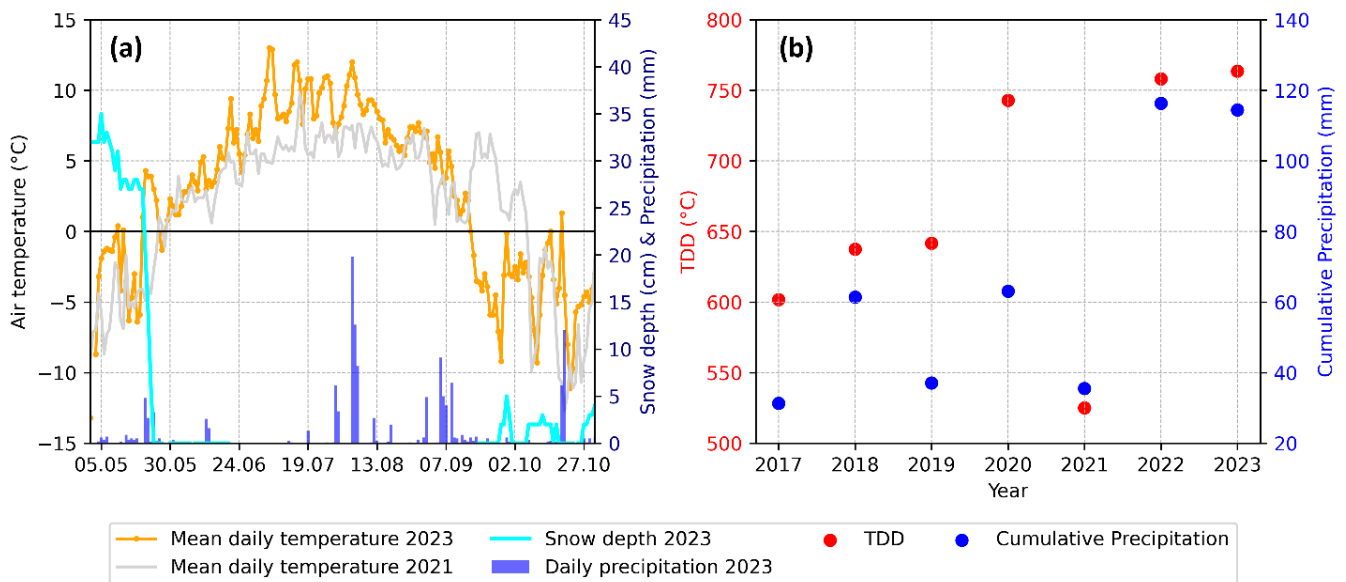 (a)
15
10
5
0
−5
−10
−15
Air temperature (°C)
45
40
35
30
25
20
15
10
5
0
Snow depth (cm) & Precipitation (mm)
05.05 30.05 24.06 19.07 13.08 07.09 02.10 27.10
(b)
800
750
700
650
600
550
500
TDD (°C)
140
120
100
80
60
40
20
Cumulative Precipitation (mm)
2017 2018 2019 2020 2021 2022 2023
Year
Mean daily temperature 2023
Mean daily temperature 2021
Snow depth 2023
Daily precipitation 2023
TDD
Cumulative Precipitation